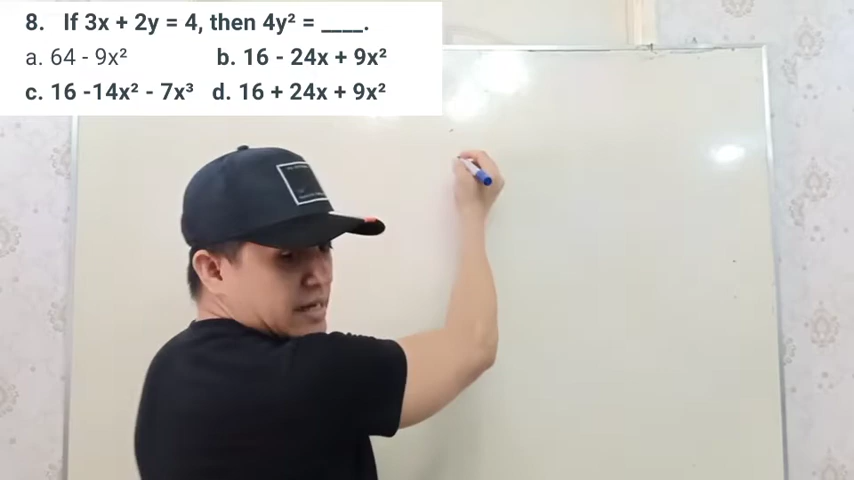 8. If 3x + 2y = 4, then 4y² = ____.
a. 64 - 9x² b. 16 - 24x + 9x²
c. 16 -14x² - 7x³ d. 16 + 24x + 9x²